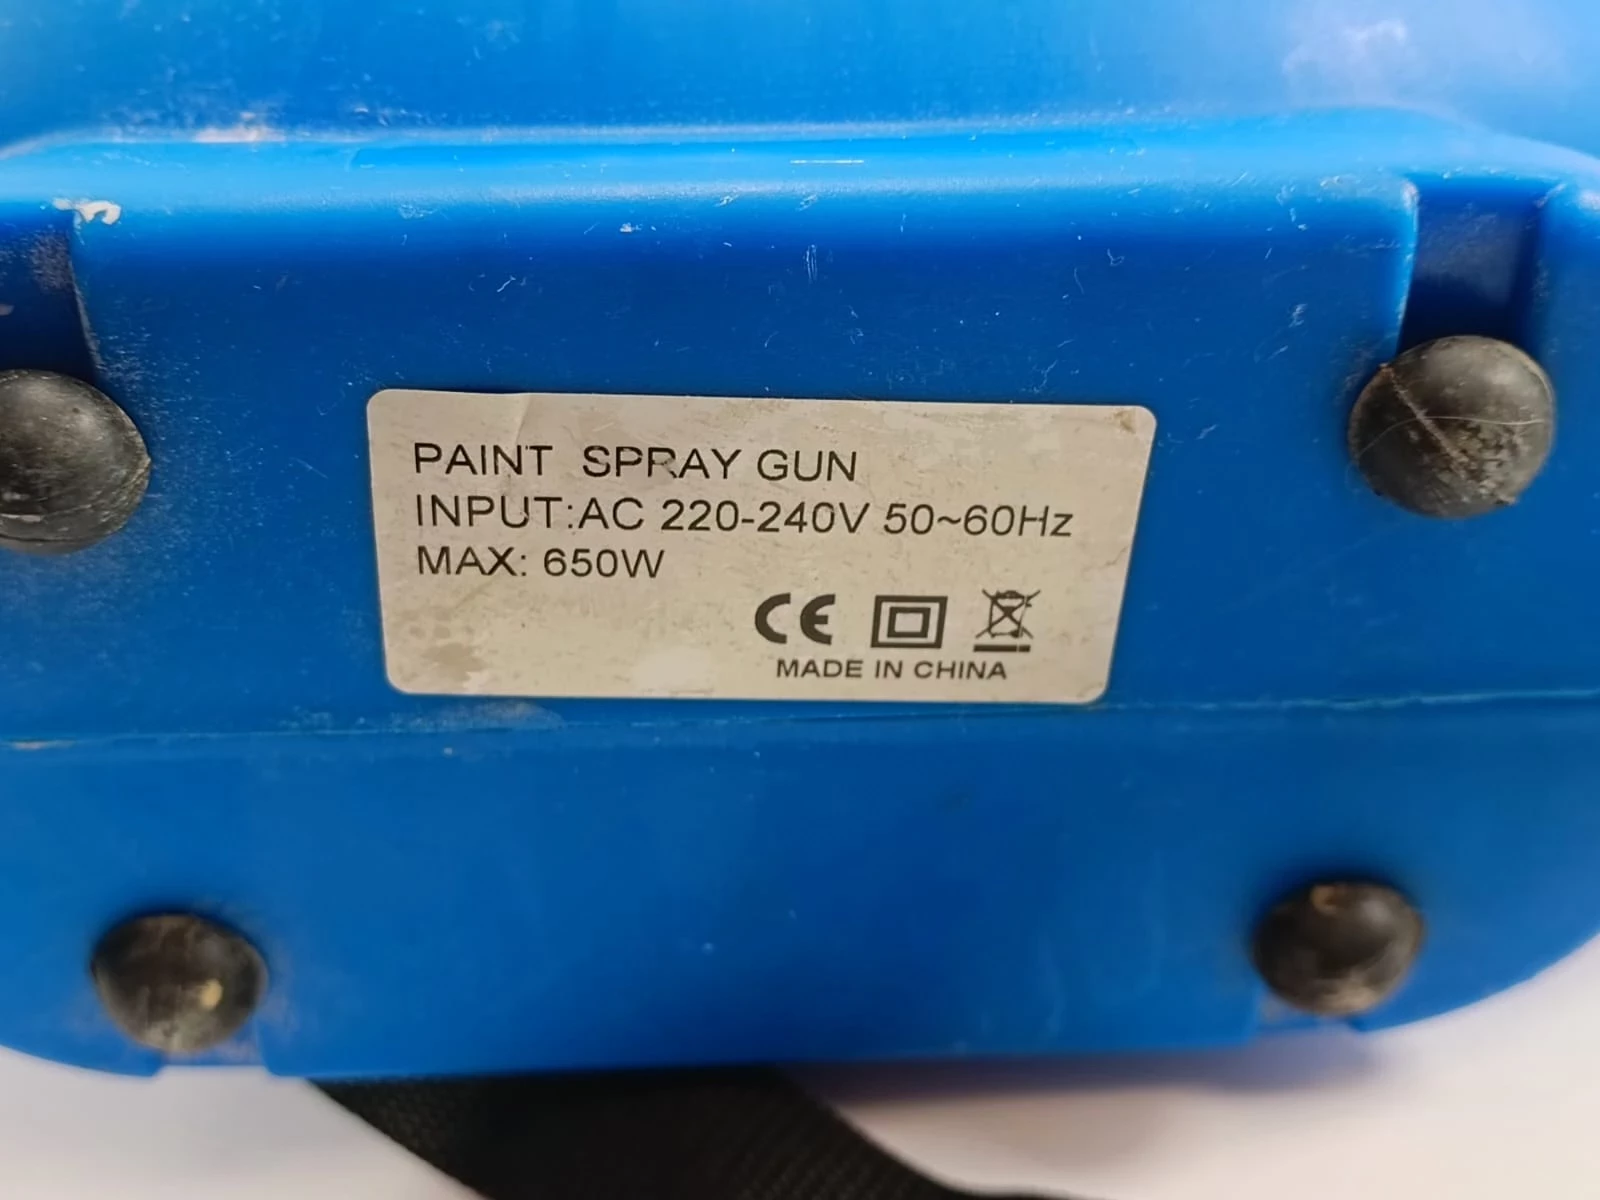 PAINT SPRAY GUN
INPUT:AC 220-240V 50~60Hz
MAX: 650W
CE
MADE IN CHINA